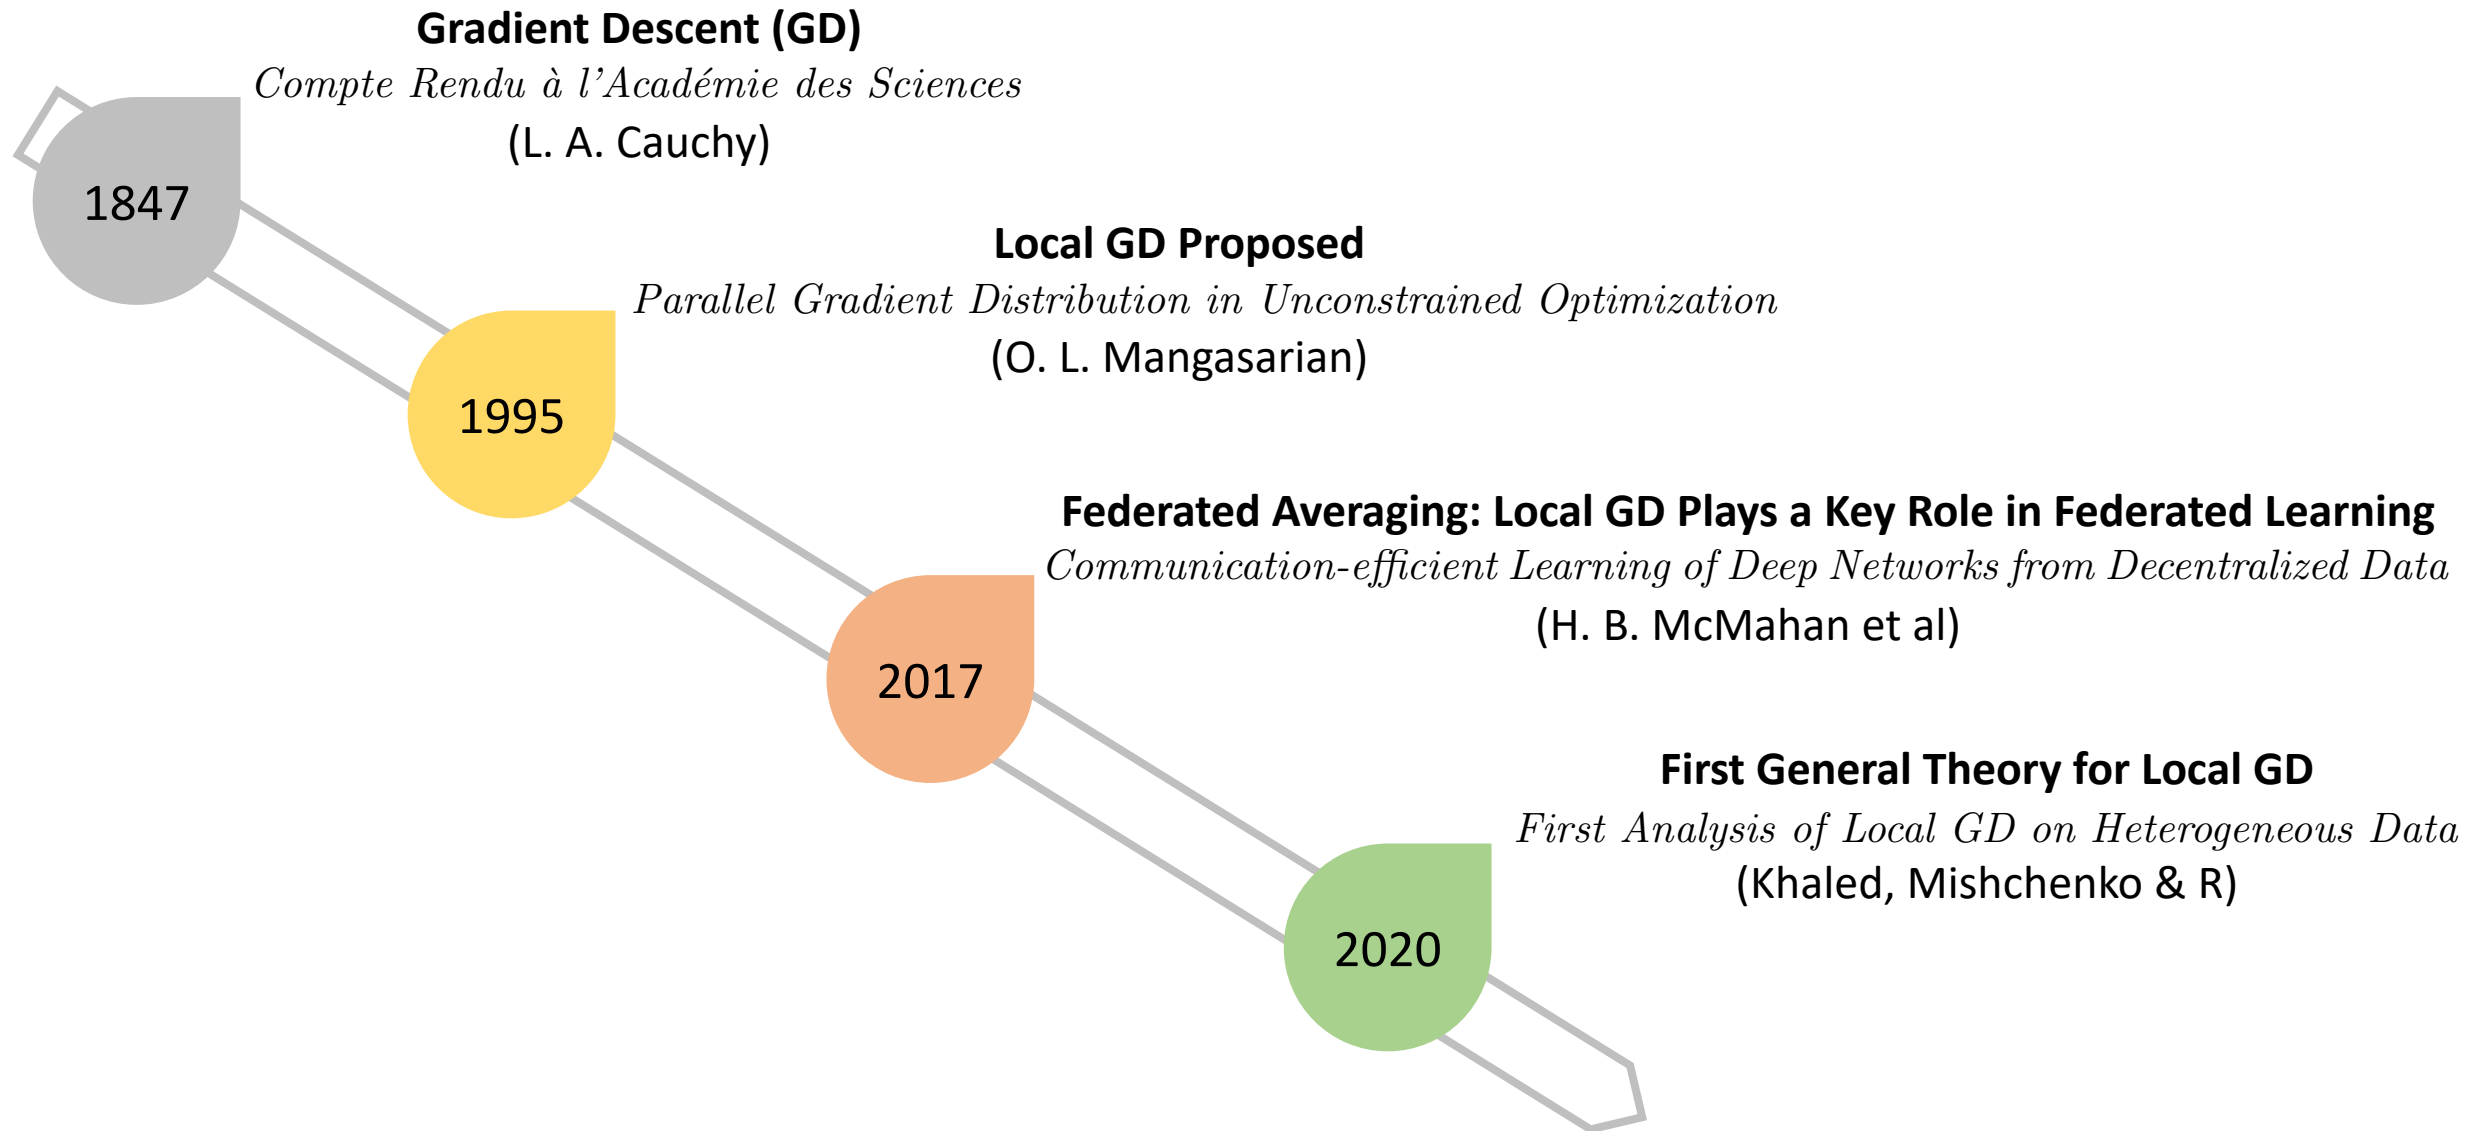 Gradient Descent (GD)
Compte Rendu à l'Académie des Sciences
(L. A. Cauchy)
1847
Local GD Proposed
Parallel Gradient Distribution in Unconstrained Optimization
(O. L. Mangasarian)
1995
Federated Averaging: Local GD Plays a Key Role in Federated Learning
Communication-efficient Learning of Deep Networks from Decentralized Data
(H. B. McMahan et al)
2017
First General Theory for Local GD
First Analysis of Local GD on Heterogeneous Data
(Khaled, Mishchenko & R)
2020